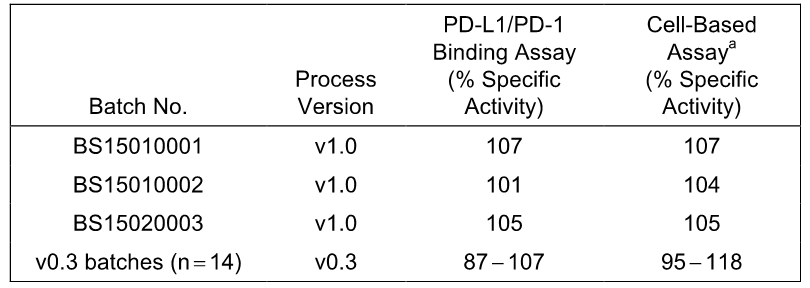 Batch No. Process Version PD-L1/PD-1 Binding Assay (% Specific Activity) Cell-Based Assayᵃ (% Specific Activity)
BS15010001 v1.0 107 107
BS15010002 v1.0 101 104
BS15020003 v1.0 105 105
v0.3 batches (n=14) v0.3 87–107 95–118